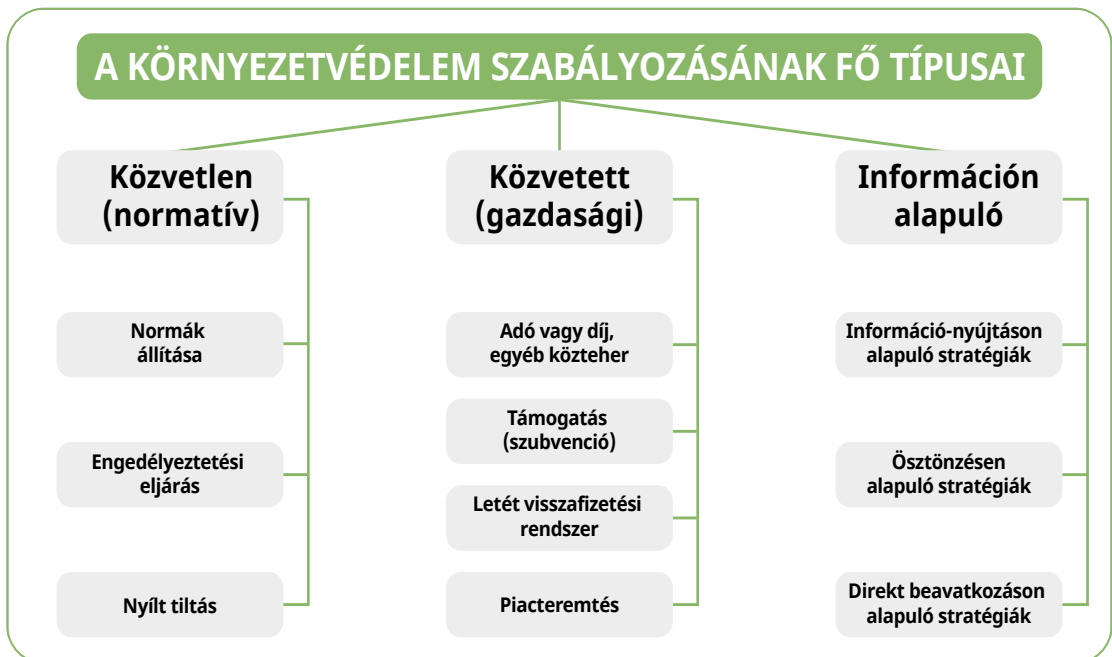 A KÖRNYEZETVÉDELEM SZABÁLYOZÁSÁNAK FŐ TÍPUSAI
Közvetlen
(normatív)
Normák
állítása
Engedélyeztetési
eljárás
Nyílt tiltás
Közvetett
(gazdasági)
Adó vagy díj,
egyéb közteher
Támogatás
(szubvenció)
Letét visszafizetési
rendszer
Piacteremtés
Információn
alapuló
Információ-nyújtáson
alapuló stratégiák
Ösztönzésen
alapuló stratégiák
Direkt beavatkozáson
alapuló stratégiák